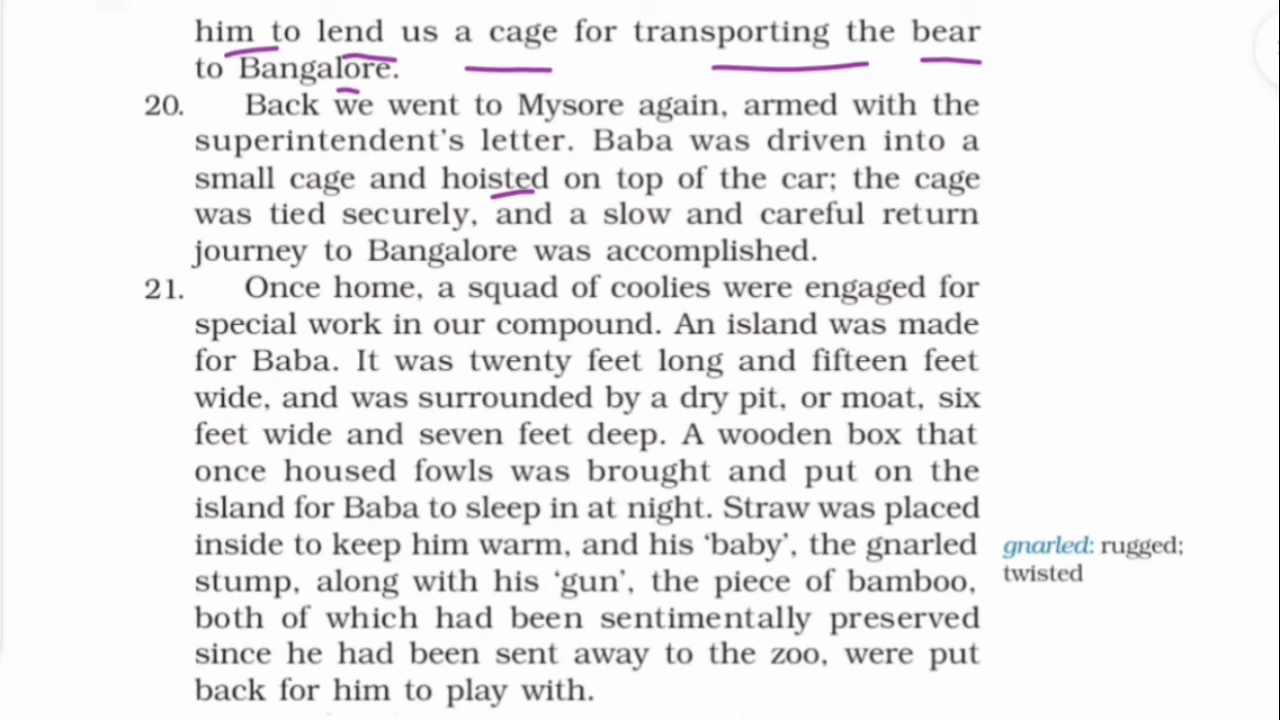 him to lend us a cage for transporting the bear
to Bangalore.
20. Back we went to Mysore again, armed with the
superintendent's letter. Baba was driven into a
small cage and hoisted on top of the car; the cage
was tied securely, and a slow and careful return
journey to Bangalore was accomplished.
21. Once home, a squad of coolies were engaged for
special work in our compound. An island was made
for Baba. It was twenty feet long and fifteen feet
wide, and was surrounded by a dry pit, or moat, six
feet wide and seven feet deep. A wooden box that
once housed fowls was brought and put on the
island for Baba to sleep in at night. Straw was placed
inside to keep him warm, and his ‘baby’, the gnarled
stump, along with his ‘gun’, the piece of bamboo,
both of which had been sentimentally preserved
since he had been sent away to the zoo, were put
back for him to play with.
gnarled: rugged;
twisted